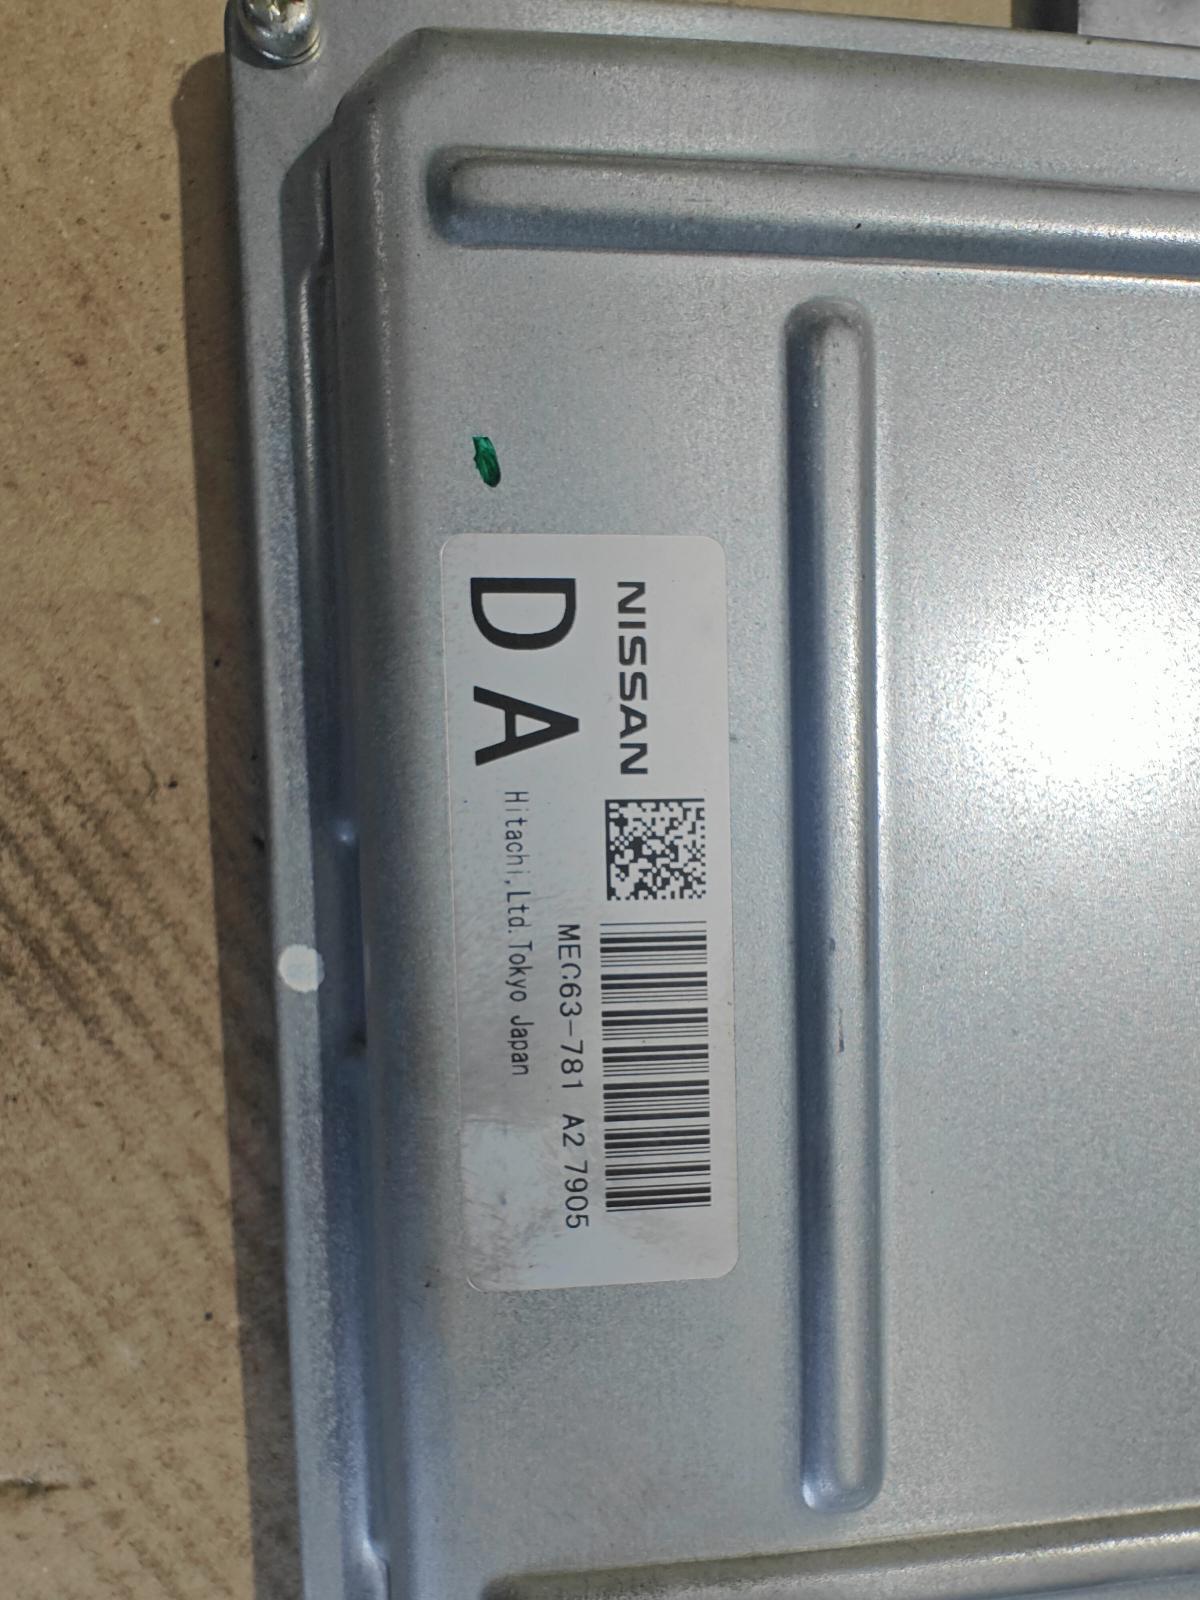 NISSAN
MEC63-781 A2 7905
D A
Hitachi,Ltd.Tokyo Japan